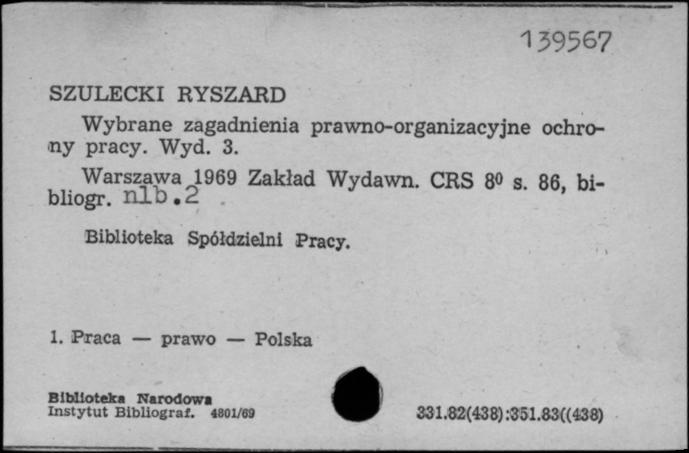 139567
SZULECKI RYSZARD
Wybrane zagadnienia prawno-organizacyjne ochro-
ny pracy. Wyd. 3.
Warszawa 1969 Zakład Wydawn. CRS 8⁰ s. 86, bi-
bliogr. nlb.2
Biblioteka Spółdzielni Pracy.
1. Praca — prawo — Polska
Biblioteka Narodowa
Instytut Bibliograf. 4801/69
331.82(438):351.83((438)